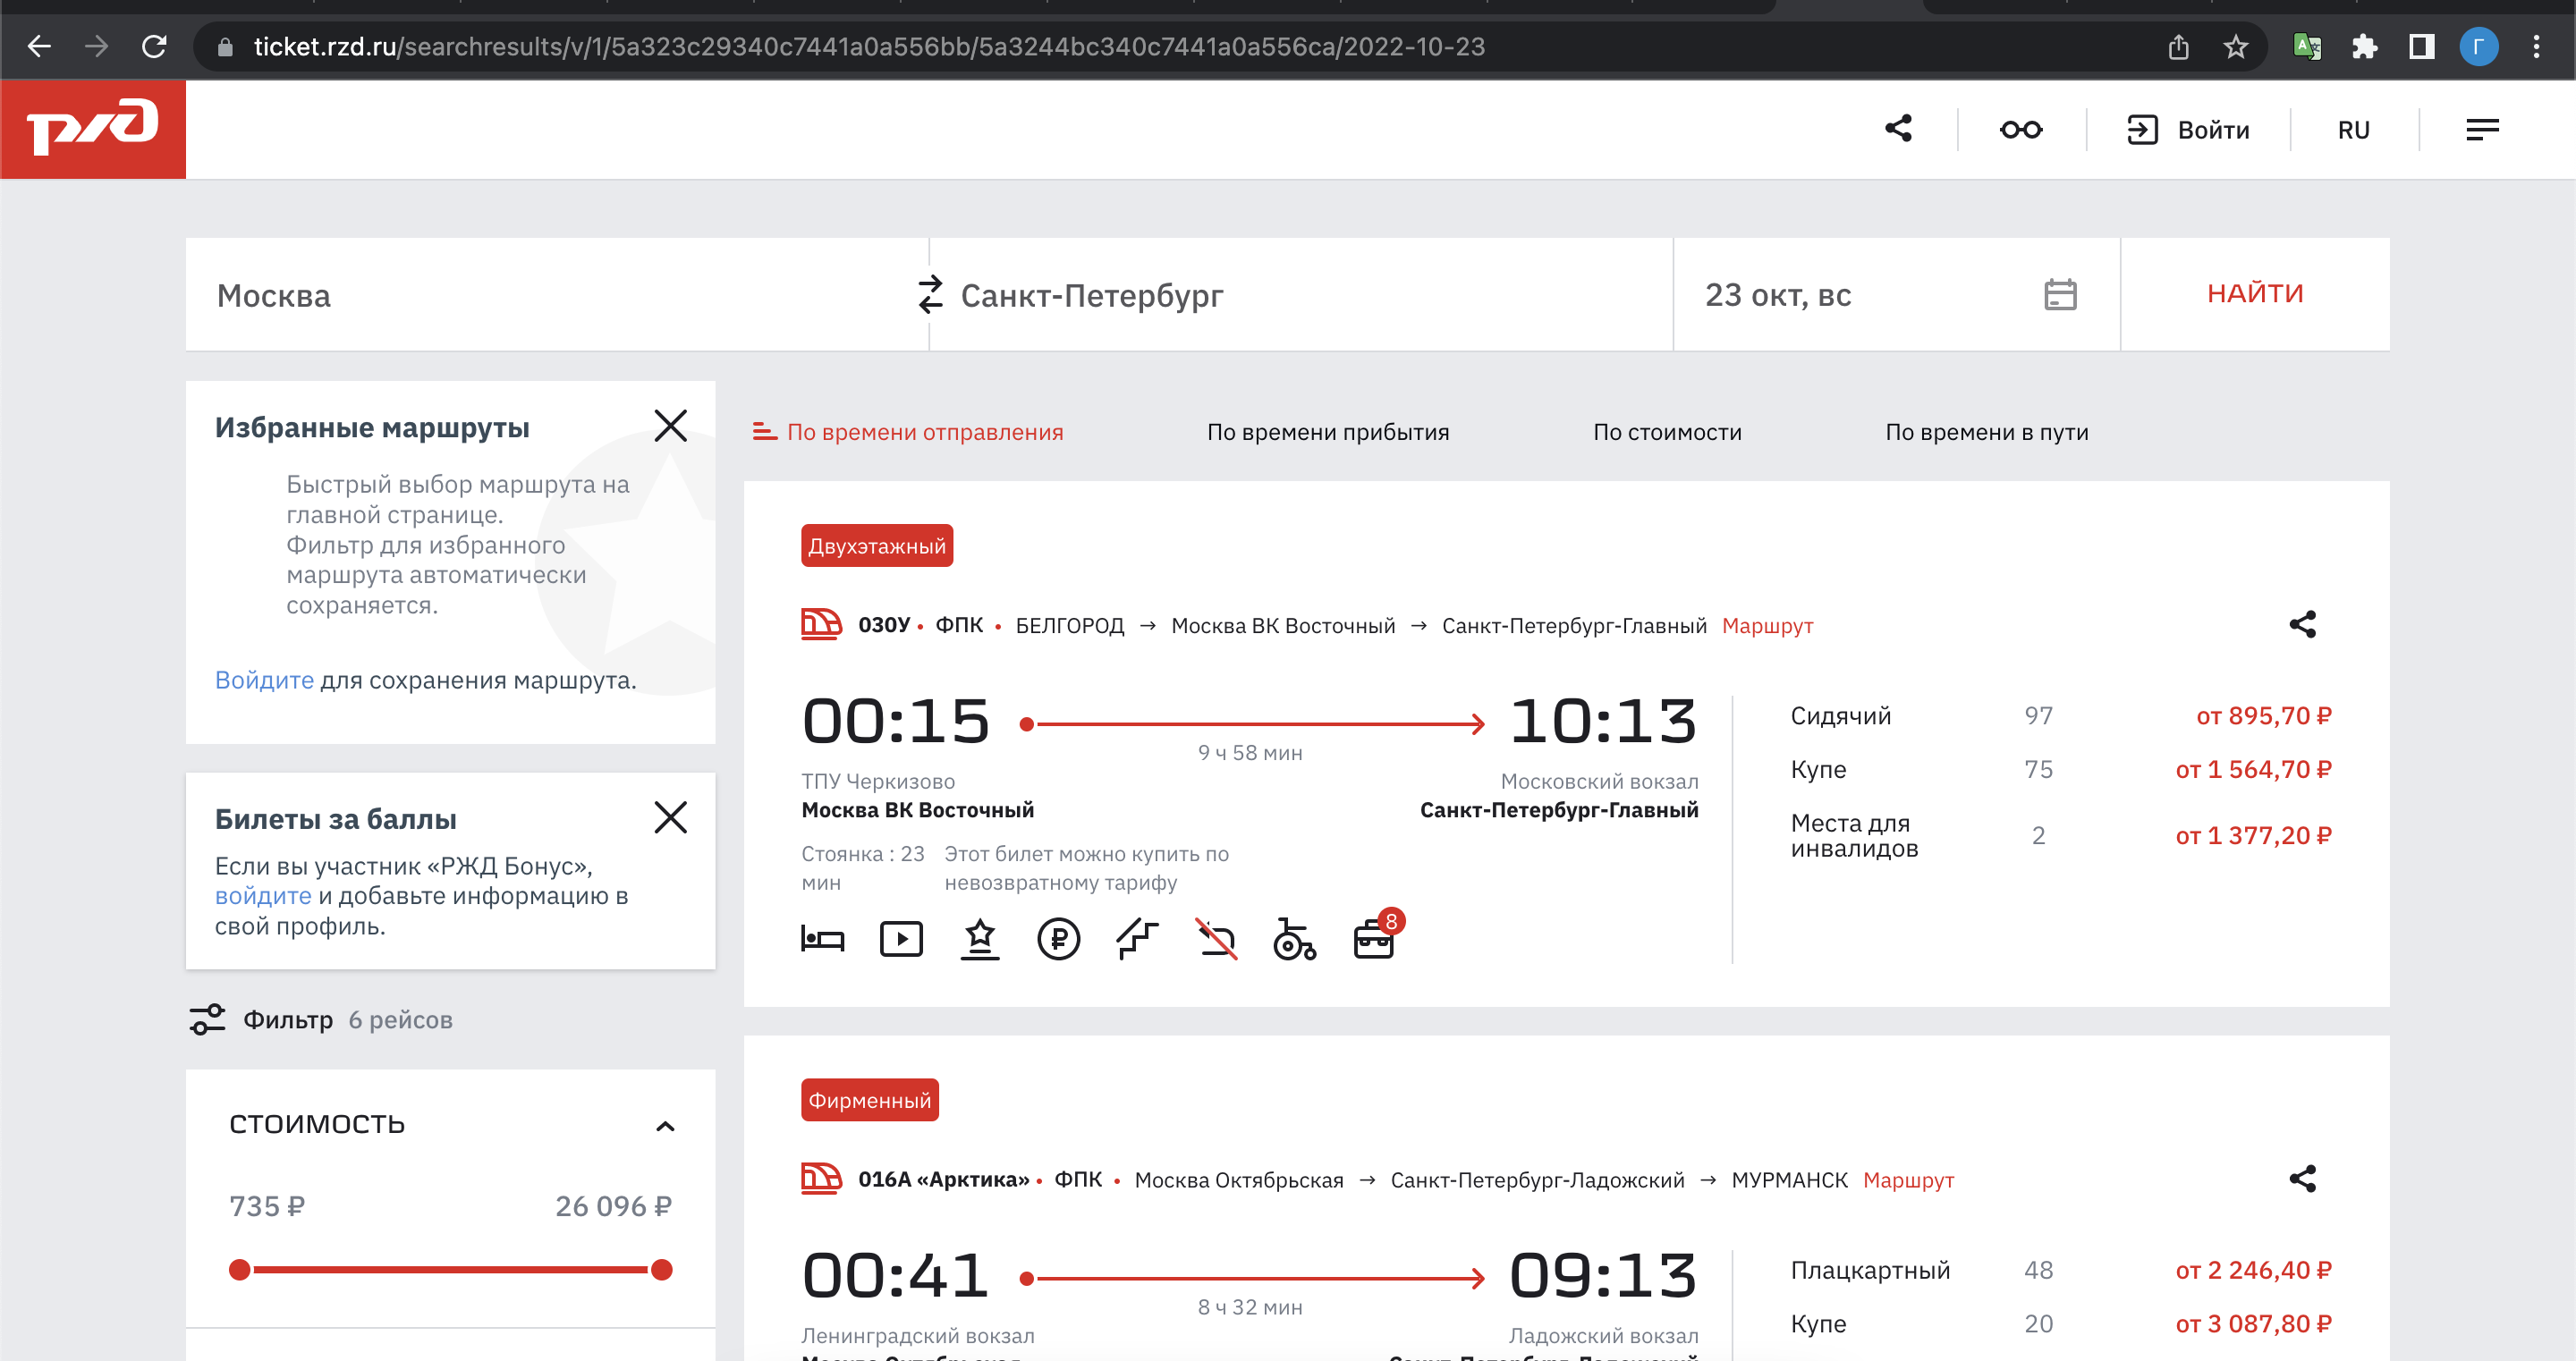 ticket.rzd.ru/searchresults/v/1/5a323c29340c7441a0a556bb/5a3244bc340c7441a0a556ca/2022-10-23
Г
ржд
Войти
RU
Москва
Санкт-Петербург
23 окт, вс
НАЙТИ
Избранные маршруты
Быстрый выбор маршрута на
главной странице.
Фильтр для избранного
маршрута автоматически
сохраняется.
Войдите для сохранения маршрута.
Билеты за баллы
Если вы участник «РЖД Бонус»,
войдите и добавьте информацию в
свой профиль.
Фильтр 6 рейсов
СТОИМОСТЬ
735 ₽ 26 096 ₽
По времени отправления По времени прибытия По стоимости По времени в пути
Двухэтажный
030У • ФПК • БЕЛГОРОД → Москва ВК Восточный → Санкт-Петербург-Главный Маршрут
00:15 10:13
9 ч 58 мин
ТПУ Черкизово Московский вокзал
Москва ВК Восточный Санкт-Петербург-Главный
Стоянка : 23 Этот билет можно купить по
мин невозвратному тарифу
8
Сидячий 97 от 895,70 ₽
Купе 75 от 1 564,70 ₽
Места для
инвалидов 2 от 1 377,20 ₽
Фирменный
016А «Арктика» • ФПК • Москва Октябрьская → Санкт-Петербург-Ладожский → МУРМАНСК Маршрут
00:41 09:13
8 ч 32 мин
Ленинградский вокзал Ладожский вокзал
Москва Октябрьская Санкт-Петербург-Ладожский
Плацкартный 48 от 2 246,40 ₽
Купе 20 от 3 087,80 ₽